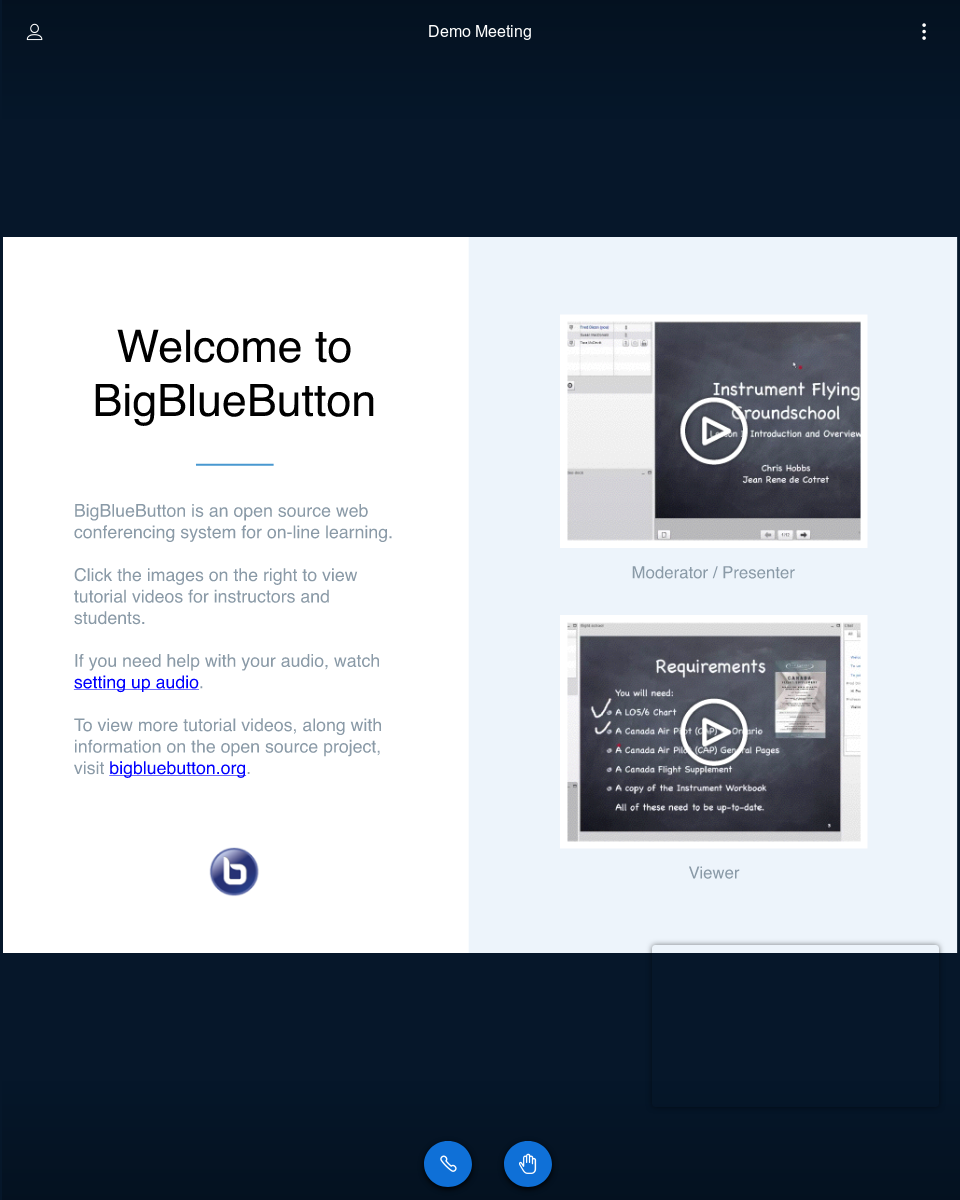 Demo Meeting
Welcome to
BigBlueButton
BigBlueButton is an open source web
conferencing system for on-line learning.
Click the images on the right to view
tutorial videos for instructors and
students.
If you need help with your audio, watch
setting up audio.
To view more tutorial videos, along with
information on the open source project,
visit bigbluebutton.org.
b
Instrument Flying
Groundschool
Introduction and Overview
Chris Hobbs
Jean Rene de Cotret
Moderator / Presenter
Requirements
You will need:
A LO5/6 Chart
A Canada Air Pilot (CAP) Ontario
A Canada Air Pilot (CAP) General Pages
A Canada Flight Supplement
A copy of the Instrument Workbook
All of these need to be up-to-date.
CANADA
Viewer